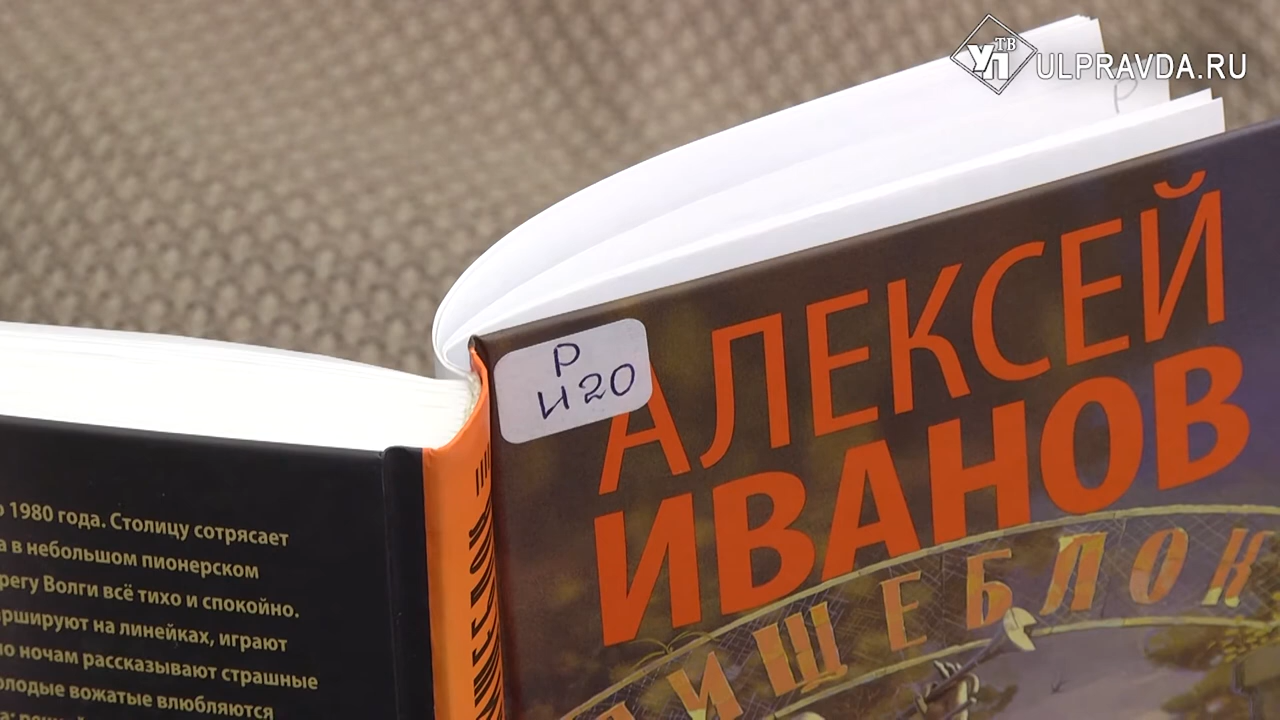 УП ТВ
ULPRAVDA.RU
Р
Р
И20
АЛЕКСЕЙ
ИВАНОВ
ПИЩЕБЛОК
ПИЩЕБЛОК
1980 года. Столицу сотрясает
а в небольшом пионерском
регу Волги всё тихо и спокойно.
ршируют на линейках, играют
по ночам рассказывают страшные
олодые вожатые влюбляются